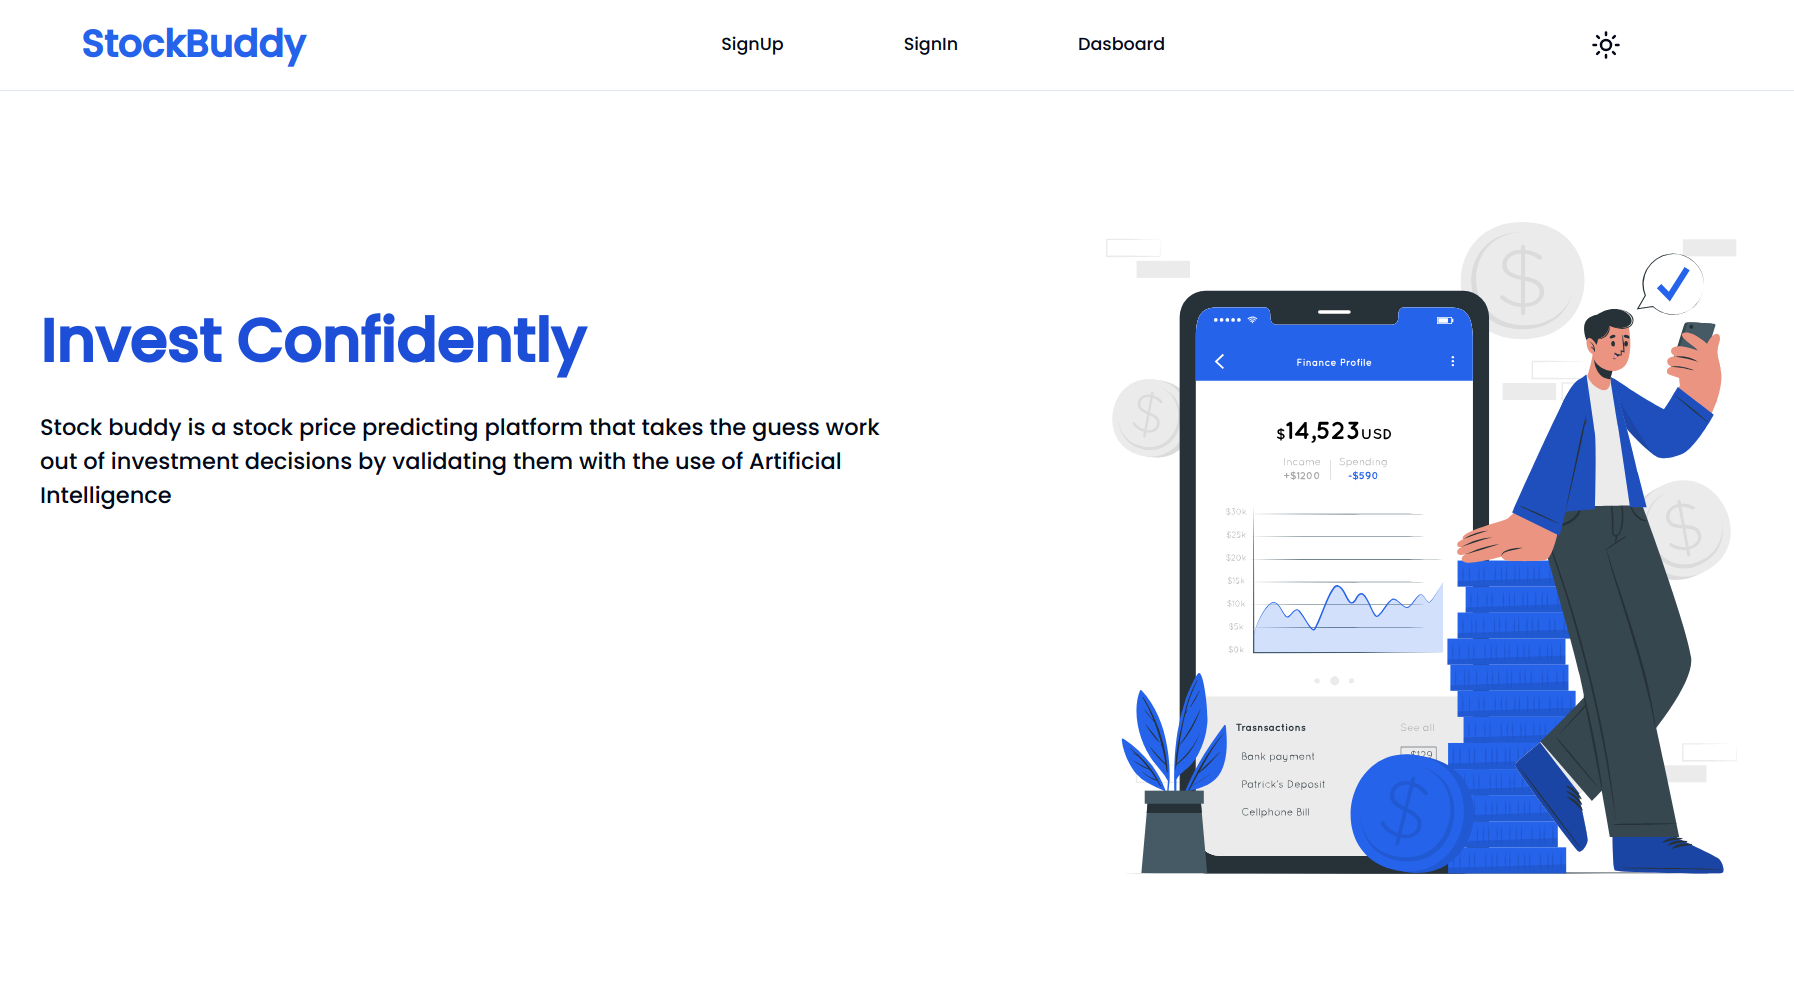 StockBuddy
SignUp
SignIn
Dasboard
Invest Confidently
Stock buddy is a stock price predicting platform that takes the guess work
out of investment decisions by validating them with the use of Artificial
Intelligence
Finance Profile
$14,523USD
Income
Spending
+$1200
-$590
$30k
$25k
$20k
$15k
$10k
$5k
$0k
Trasnsactions
See all
Bank payment
-$129
Patrick's Deposit
Cellphone Bill